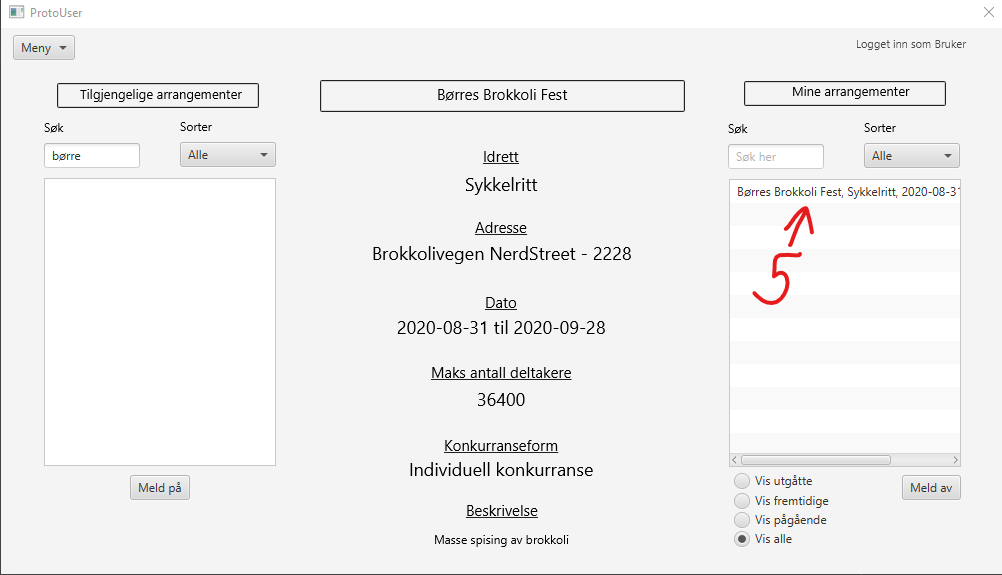 ProtoUser
Meny
Logget inn som Bruker
Tilgjengelige arrangementer
Søk
Sorter
børre
Alle
Meld på
Børres Brokkoli Fest
Idrett
Sykkelritt
Adresse
Brokkolivegen NerdStreet - 2228
Dato
2020-08-31 til 2020-09-28
Maks antall deltakere
36400
Konkurranseform
Individuell konkurranse
Beskrivelse
Masse spising av brokkoli
Mine arrangementer
Søk
Sorter
Søk her
Alle
Børres Brokkoli Fest, Sykkelritt, 2020-08-31
5
Vis utgåtte
Vis fremtidige
Vis pågående
Vis alle
Meld av